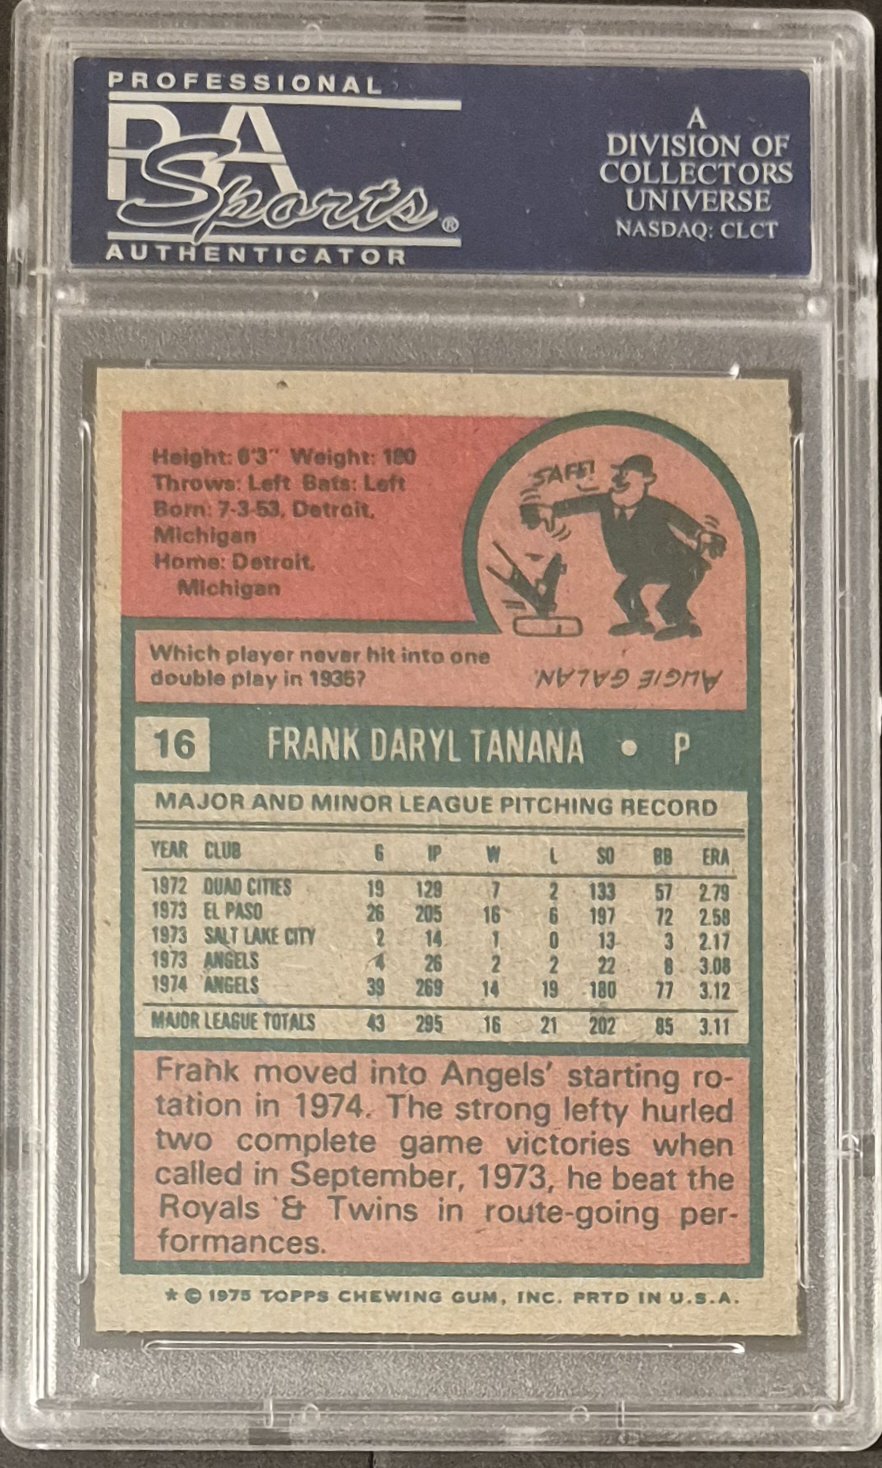 PROFESSIONAL
PSA
Sports®
AUTHENTICATOR
A
DIVISION OF
COLLECTORS
UNIVERSE
NASDAQ: CLCT
Height: 6'3" Weight: 180
Throws: Left Bats: Left
Born: 7-3-53, Detroit,
Michigan
Home: Detroit,
Michigan
SAFE!
Which player never hit into one
double play in 1935?
AUGIE GALAN.
16 FRANK DARYL TANANA • P
MAJOR AND MINOR LEAGUE PITCHING RECORD
YEAR CLUB G IP W L SO BB ERA
1972 QUAD CITIES 19 129 7 2 133 57 2.79
1973 EL PASO 26 205 16 6 197 72 2.59
1973 SALT LAKE CITY 2 14 1 0 13 3 2.17
1973 ANGELS 4 26 2 2 22 8 3.08
1974 ANGELS 39 269 14 19 180 77 3.12
MAJOR LEAGUE TOTALS 43 295 16 21 202 85 3.11
Frank moved into Angels' starting ro-
tation in 1974. The strong lefty hurled
two complete game victories when
called in September, 1973, he beat the
Royals & Twins in route-going per-
formances.
* © 1975 TOPPS CHEWING GUM, INC. PRTD IN U.S.A.